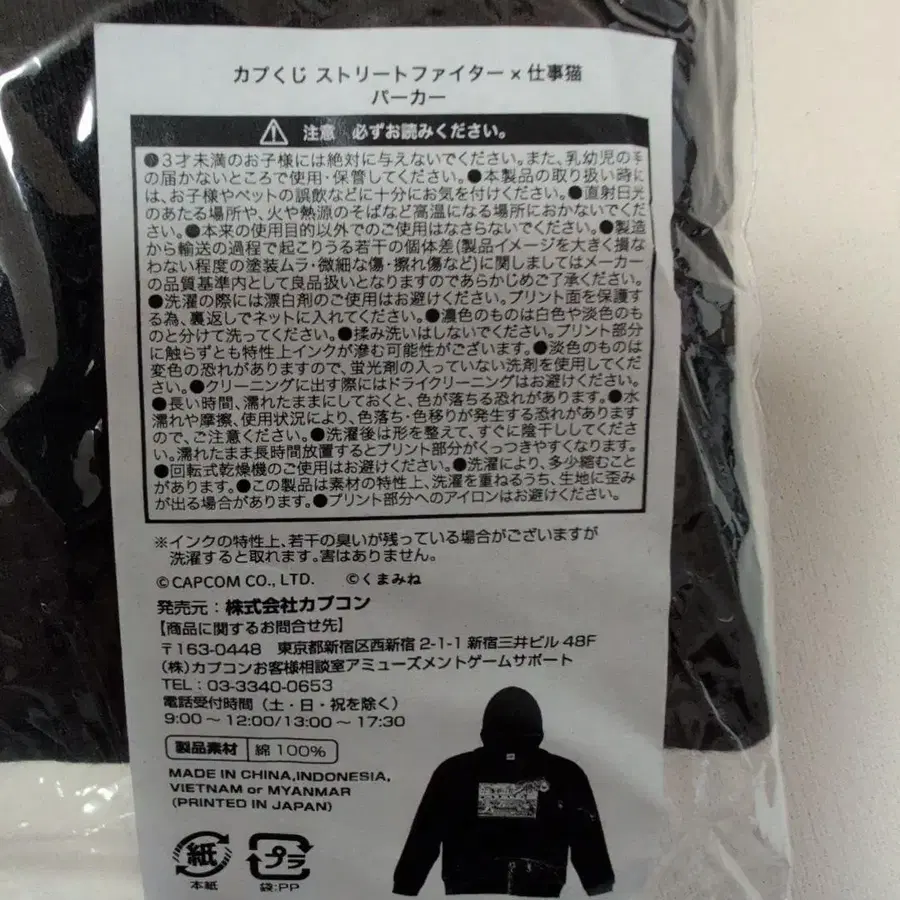 カプくじ ストリートファイター × 仕事猫
パーカー
注意 必ずお読みください。
●3才未満のお子様には絶対に与えないでください。また、乳幼児の手
の届かないところで使用・保管してください。●本製品の取り扱い時に
は、お子様やペットの誤飲などに十分にお気を付けください。●直射日光
のあたる場所や、火や熱源のそばなど高温になる場所におかないでくだ
さい。●本来の使用目的以外でのご使用はなさらないでください。●製造
から輸送の過程で起こりうる若干の個体差(製品イメージを大きく損な
わない程度の塗装ムラ・微細な傷・擦れ傷など)に関しましてはメーカー
の品質基準内として良品扱いとなりますのであらかじめご了承ください。
●洗濯の際には漂白剤のご使用はお避けください。プリント面を保護す
る為、裏返しでネットに入れてください。●濃色のものは白色や淡色のも
のと分けて洗ってください。●揉み洗いはしないでください。プリント部分
に触らずとも特性上インクが滲む可能性がございます。●淡色のものは
変色の恐れがありますので、蛍光剤の入っていない洗剤を使用してくだ
さい。●クリーニングに出す際にはドライクリーニングはお避けください。
●長い時間、濡れたままにしておくと、色が落ちる恐れがあります。●水
濡れや摩擦、使用状況により、色落ち・色移りが発生する恐れがあります
ので、ご注意ください。●洗濯後は形を整えて、すぐに陰干ししてくださ
い。濡れたまま長時間放置するとプリント部分がくっつきやすくなります。
●回転式乾燥機のご使用はお避けください。●洗濯により、多少縮むこと
があります。●この製品は素材の特性上、洗濯を重ねるうち、生地に歪み
が出る場合があります。●プリント部分へのアイロンはお避けください。
※インクの特性上、若干の臭いが残っている場合がございますが
洗濯すると取れます。害はありません。
©CAPCOM CO., LTD. ©くまみね
発売元：株式会社カプコン
【商品に関するお問合せ先】
〒163-0448 東京都新宿区西新宿 2-1-1 新宿三井ビル 48F
(株)カプコンお客様相談室アミューズメントゲームサポート
TEL：03-3340-0653
電話受付時間（土・日・祝を除く）
9:00～12:00/13:00～17:30
製品素材 綿100%
MADE IN CHINA,INDONESIA,
VIETNAM or MYANMAR
(PRINTED IN JAPAN)
紙 プラ
本紙 袋:PP